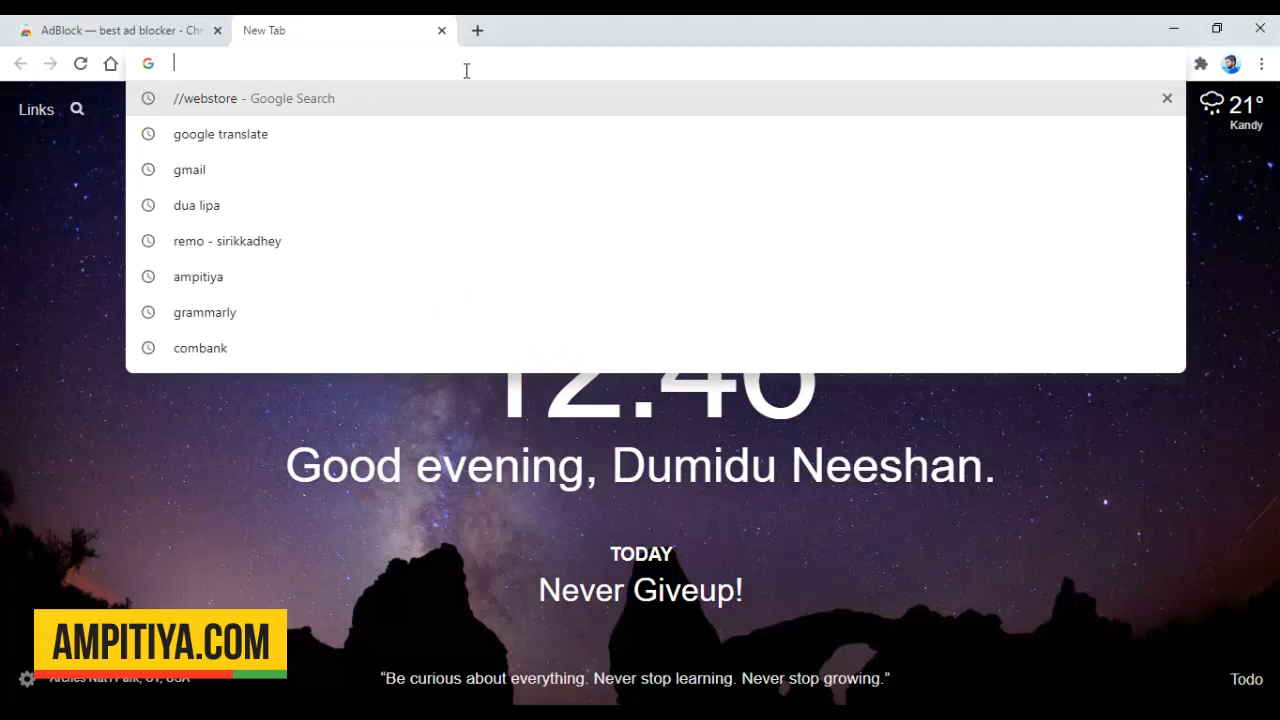 AdBlock — best ad blocker - Chr
New Tab
//webstore - Google Search
google translate
gmail
dua lipa
remo - sirikkadhey
ampitiya
grammarly
combank
Links
21°
Kandy
12.46
Good evening, Dumidu Neeshan.
TODAY
Never Giveup!
AMPITIYA.COM
Arches Nat'l Park, UT, USA
“Be curious about everything. Never stop learning. Never stop growing.”
Todo